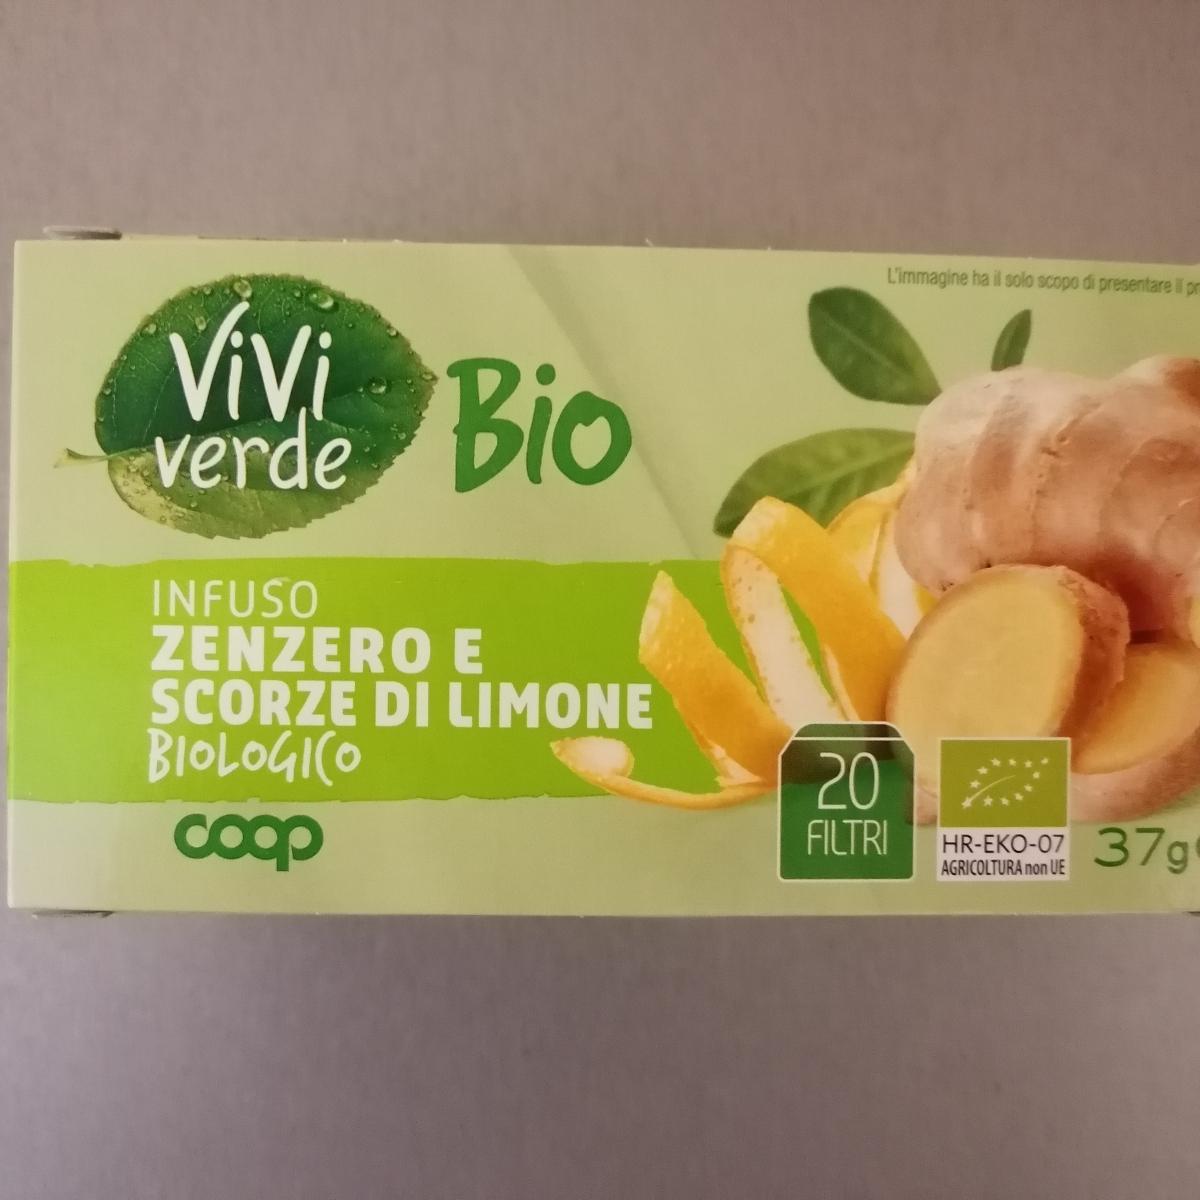 L'immagine ha il solo scopo di presentare il
ViVi
verde
Bio
INFUSO
ZENZERO E
SCORZE DI LIMONE
BIOLOGICO
coop
20
FILTRI
HR-EKO-07
AGRICOLTURA non UE
37g